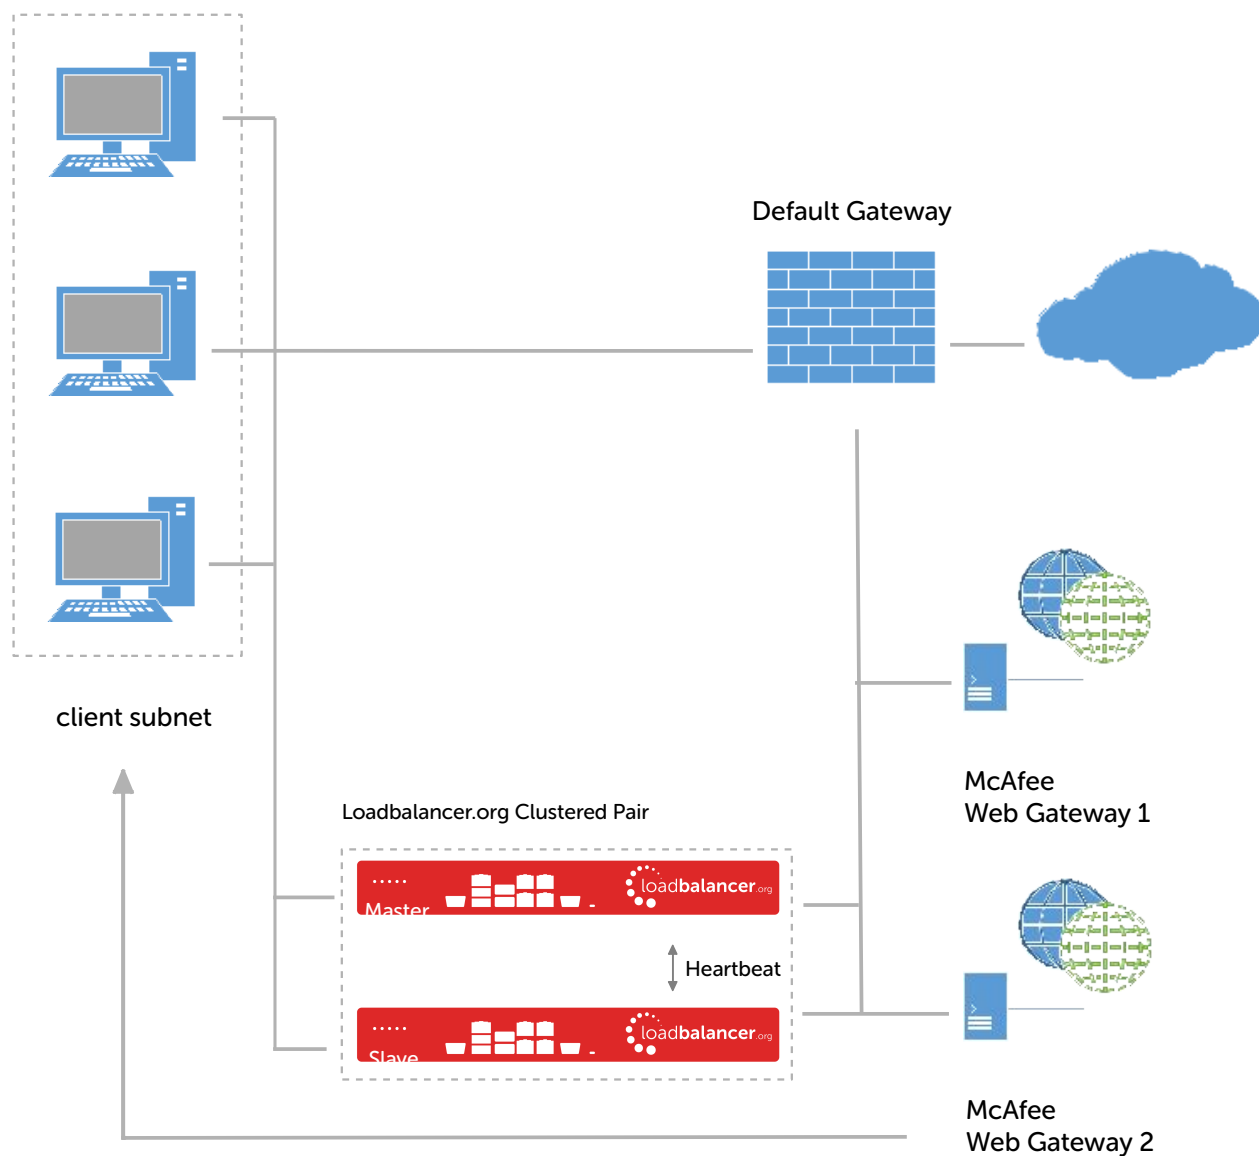 Default Gateway
client subnet
McAfee
Web Gateway 1
Loadbalancer.org Clustered Pair
Master
loadbalancer.org
Heartbeat
Slave
loadbalancer.org
McAfee
Web Gateway 2